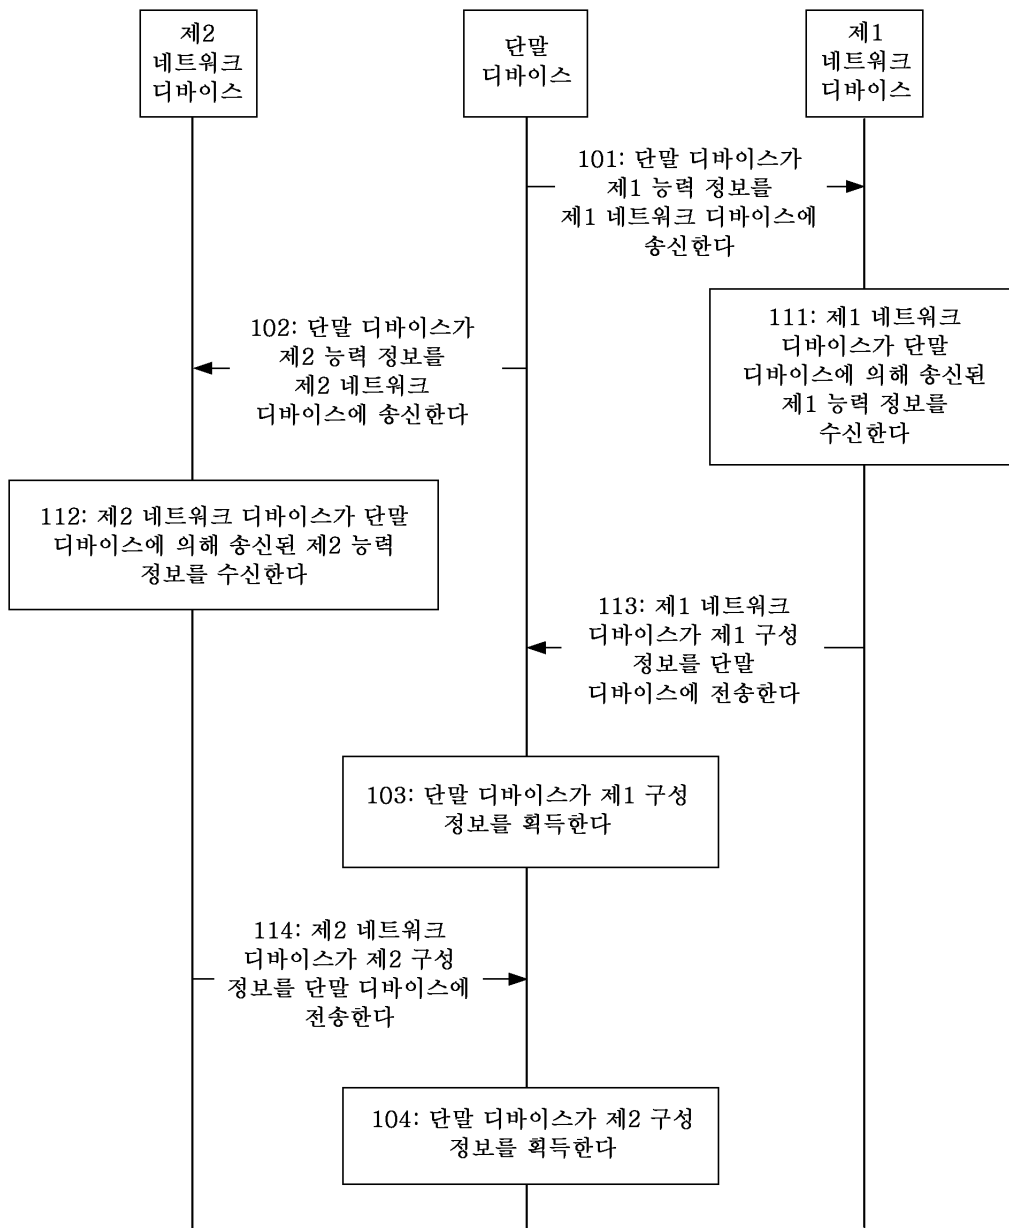 제2
네트워크
디바이스
단말
디바이스
제1
네트워크
디바이스
101: 단말 디바이스가
제1 능력 정보를
제1 네트워크 디바이스에
송신한다
111: 제1 네트워크
디바이스가 단말
디바이스에 의해 송신된
제1 능력 정보를
수신한다
102: 단말 디바이스가
제2 능력 정보를
제2 네트워크
디바이스에 송신한다
112: 제2 네트워크 디바이스가 단말
디바이스에 의해 송신된 제2 능력
정보를 수신한다
113: 제1 네트워크
디바이스가 제1 구성
정보를 단말
디바이스에 전송한다
103: 단말 디바이스가 제1 구성
정보를 획득한다
114: 제2 네트워크
디바이스가 제2 구성
정보를 단말 디바이스에
전송한다
104: 단말 디바이스가 제2 구성
정보를 획득한다